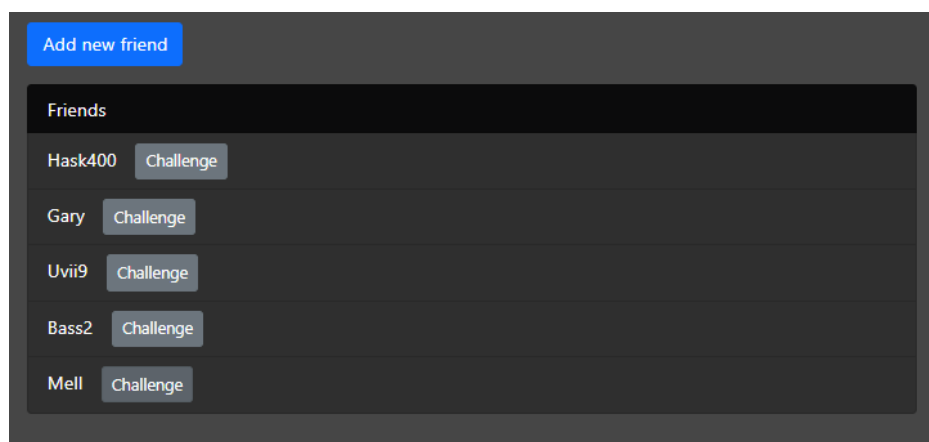 Add new friend
Friends
Hask400 Challenge
Gary Challenge
Uvii9 Challenge
Bass2 Challenge
Mell Challenge